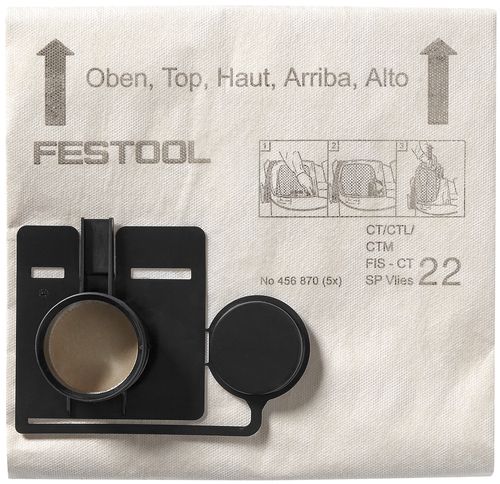 Oben, Top, Haut, Arriba, Alto
FESTOOL
1 2 3
CT/CTL/
CTM
FIS - CT
SP Vlies 22
No 456 870 (5x)